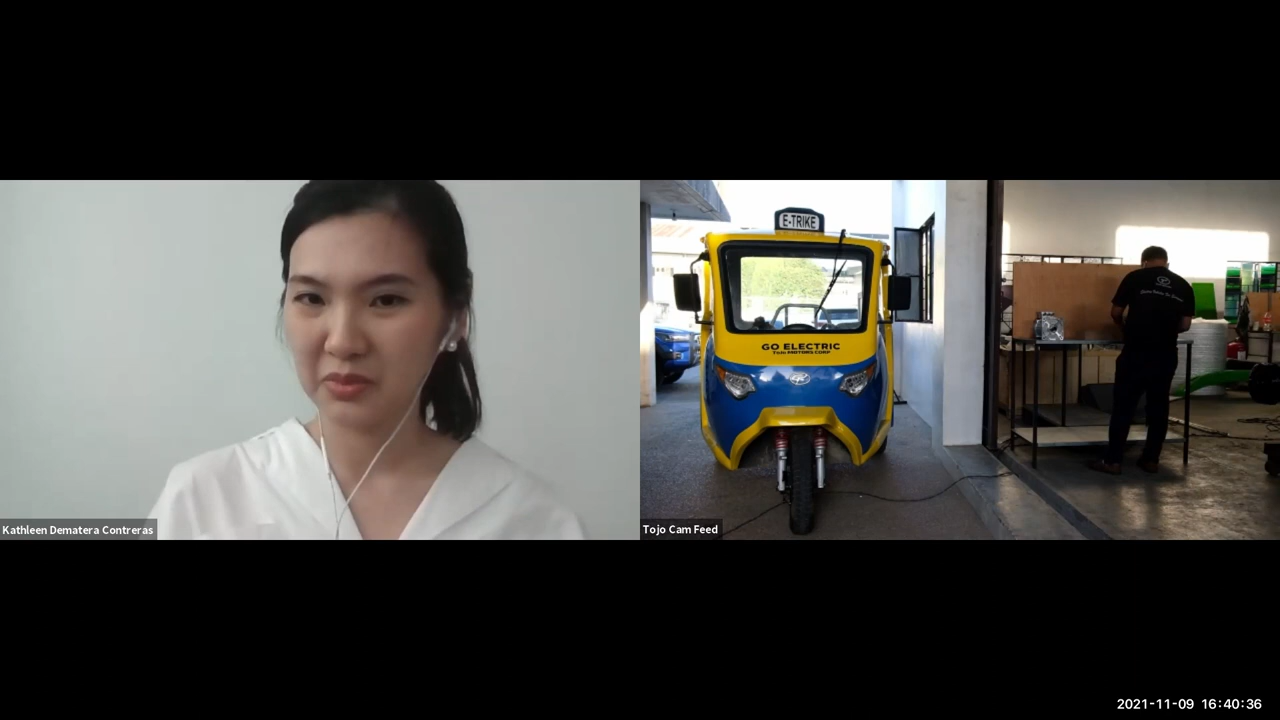 E-TRIKE
GO ELECTRIC
TOJO MOTORS CORP
Kathleen Dematera Contreras
Tojo Cam Feed
2021-11-09 16:40:36